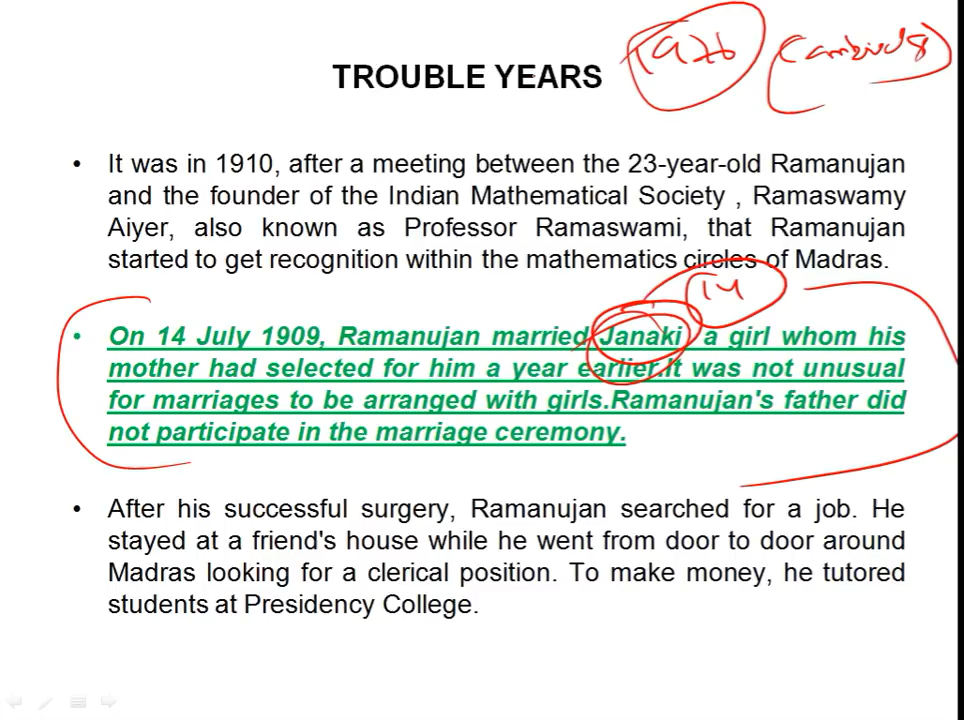 TROUBLE YEARS
• It was in 1910, after a meeting between the 23-year-old Ramanujan
and the founder of the Indian Mathematical Society , Ramaswamy
Aiyer, also known as Professor Ramaswami, that Ramanujan
started to get recognition within the mathematics circles of Madras.
14
• On 14 July 1909, Ramanujan married Janaki a girl whom his
mother had selected for him a year earlier.It was not unusual
for marriages to be arranged with girls.Ramanujan's father did
not participate in the marriage ceremony.
• After his successful surgery, Ramanujan searched for a job. He
stayed at a friend's house while he went from door to door around
Madras looking for a clerical position. To make money, he tutored
students at Presidency College.